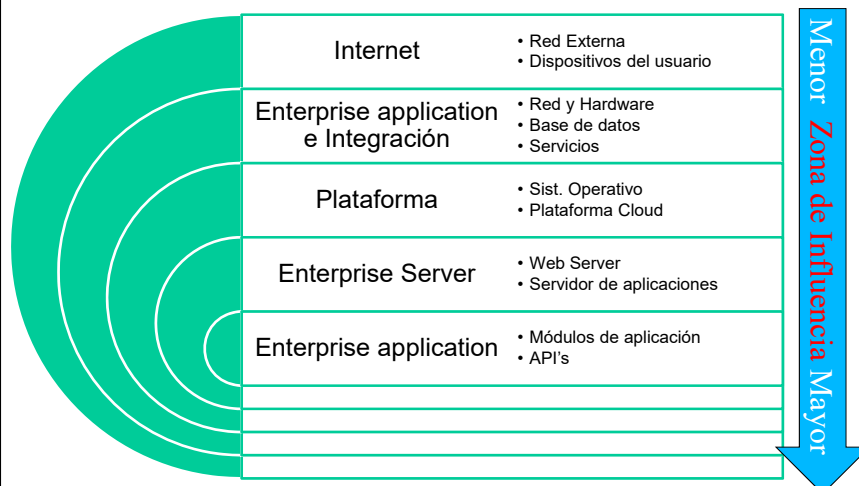 Internet
• Red Externa
• Dispositivos del usuario
Enterprise application
e Integración
• Red y Hardware
• Base de datos
• Servicios
Plataforma
• Sist. Operativo
• Plataforma Cloud
Enterprise Server
• Web Server
• Servidor de aplicaciones
Enterprise application
• Módulos de aplicación
• API's
Menor Zona de Influencia Mayor